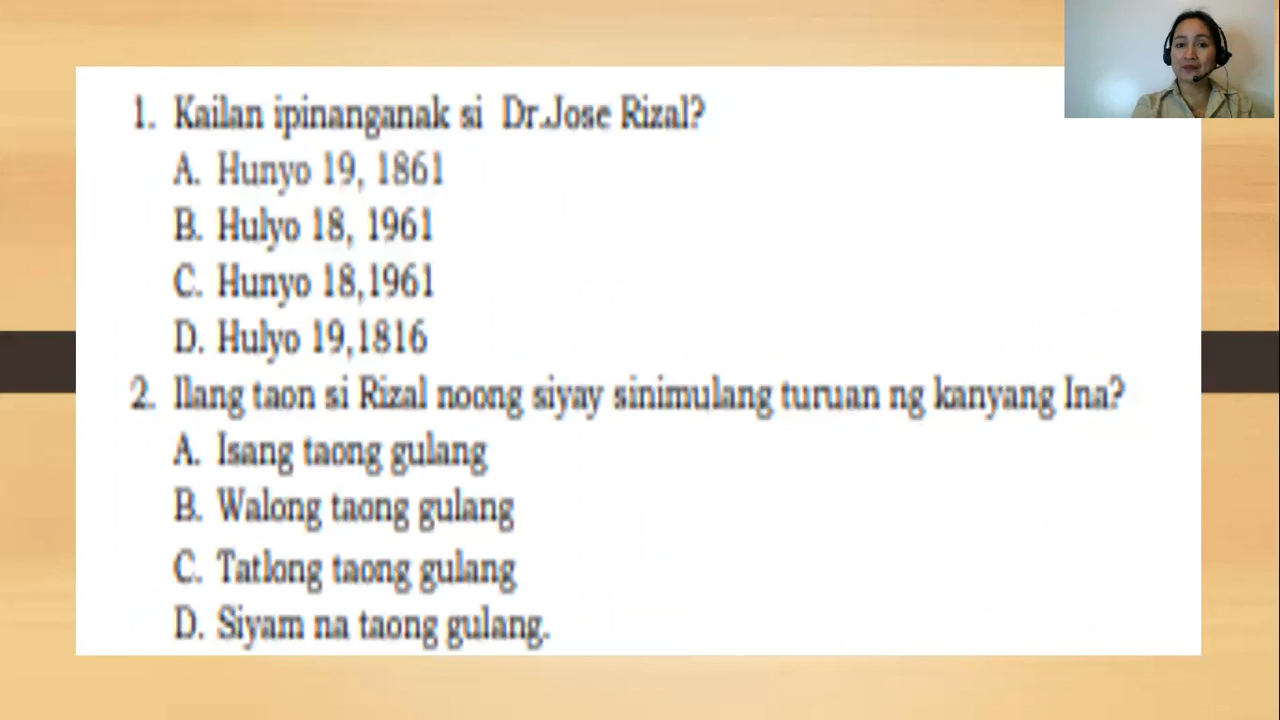 1. Kailan ipinanganak si Dr.Jose Rizal?
A. Hunyo 19, 1861
B. Hulyo 18, 1961
C. Hunyo 18,1961
D. Hulyo 19,1816
2. Ilang taon si Rizal noong siyay sinimulang turuan ng kanyang Ina?
A. Isang taong gulang
B. Walong taong gulang
C. Tatlong taong gulang
D. Siyam na taong gulang.